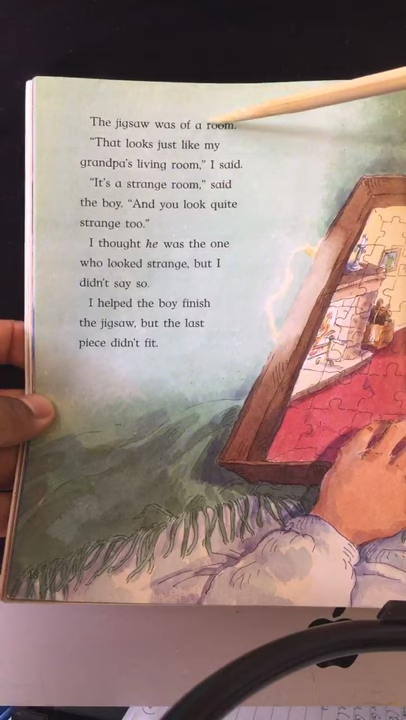 The jigsaw was of a room.
“That looks just like my
grandpa’s living room,” I said.
“It’s a strange room,” said
the boy. “And you look quite
strange too.”
I thought he was the one
who looked strange, but I
didn’t say so.
I helped the boy finish
the jigsaw, but the last
piece didn’t fit.